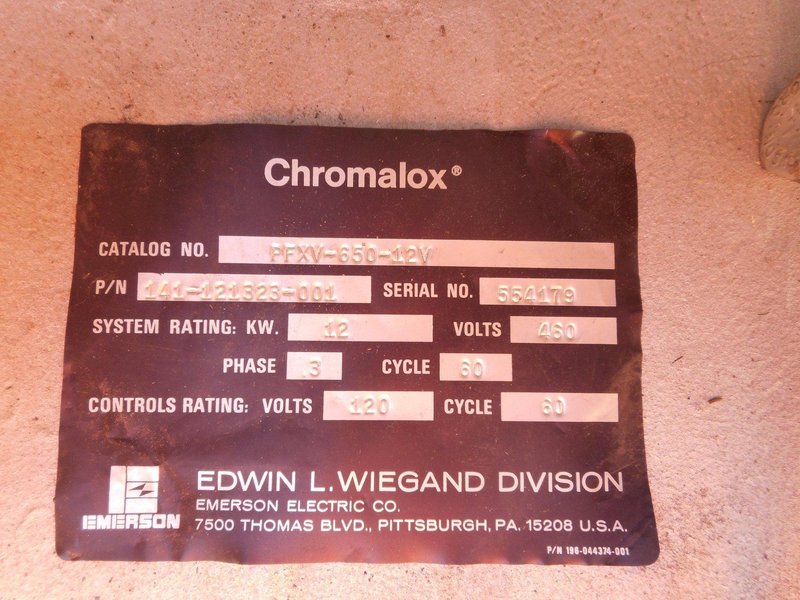 Chromalox®
CATALOG NO. PFXV-650-12V
P/N 141-121323-001 SERIAL NO. 554179
SYSTEM RATING: KW. 12 VOLTS 460
PHASE 3 CYCLE 60
CONTROLS RATING: VOLTS 120 CYCLE 60
EMERSON
EDWIN L. WIEGAND DIVISION
EMERSON ELECTRIC CO.
7500 THOMAS BLVD., PITTSBURGH, PA. 15208 U.S.A.
P/N 196-044374-001